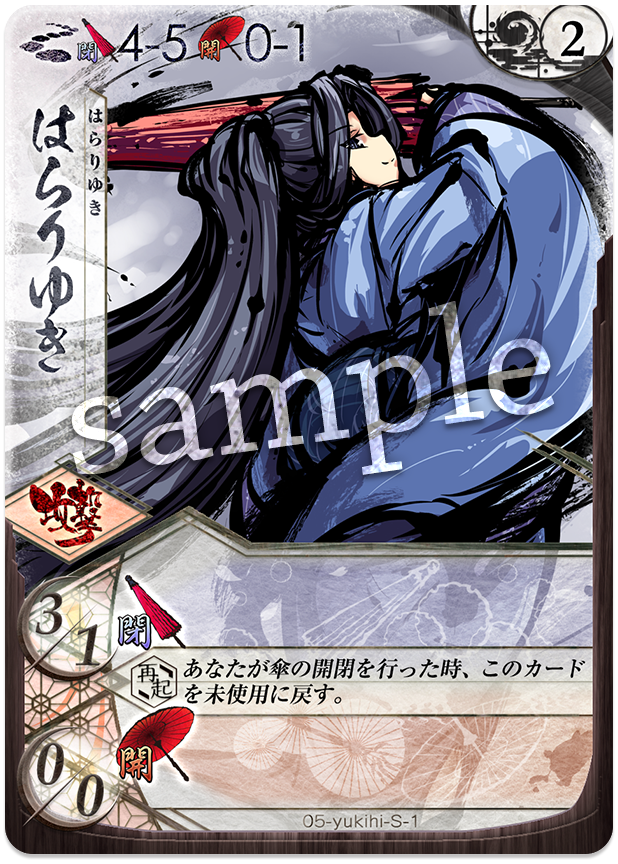 閉 4-5 開 0-1
2
はらりゆき
はらりゆき
sample
攻撃
3/1
閉
再起 あなたが傘の開閉を行った時、このカード
を未使用に戻す。
0/0
開
05-yukihi-S-1